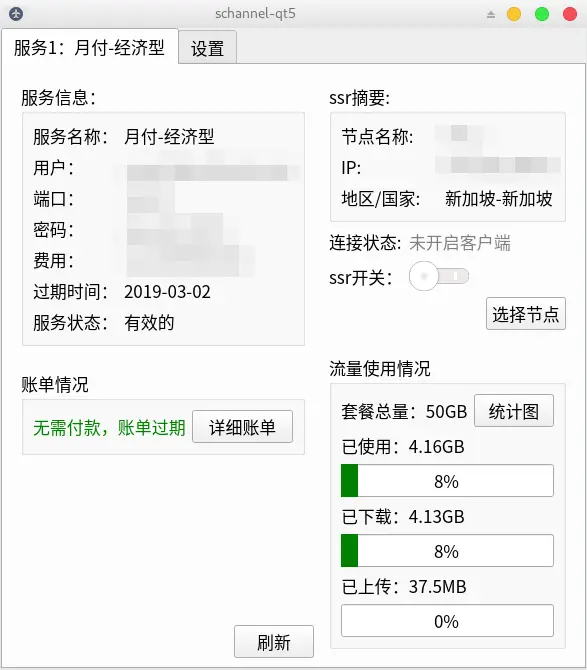 schannel-qt5
服务1：月付-经济型
设置
服务信息：
服务名称： 月付-经济型
用户：
端口：
密码：
费用：
过期时间： 2019-03-02
服务状态： 有效的
账单情况
无需付款，账单过期
详细账单
刷新
ssr摘要:
节点名称:
IP:
地区/国家: 新加坡-新加坡
连接状态: 未开启客户端
ssr开关：
选择节点
流量使用情况
套餐总量：50GB
统计图
已使用：4.16GB
8%
已下载：4.13GB
8%
已上传：37.5MB
0%